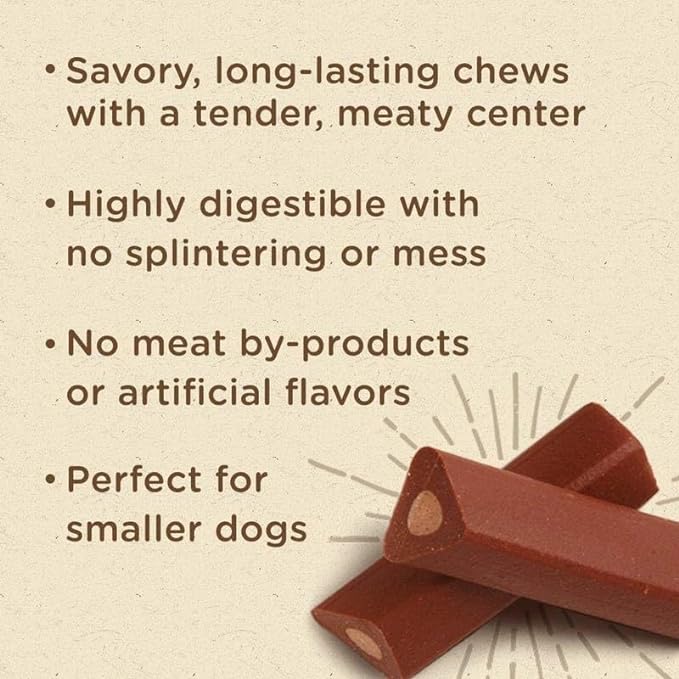 • Savory, long-lasting chews
with a tender, meaty center
• Highly digestible with
no splintering or mess
• No meat by-products
or artificial flavors
• Perfect for
smaller dogs